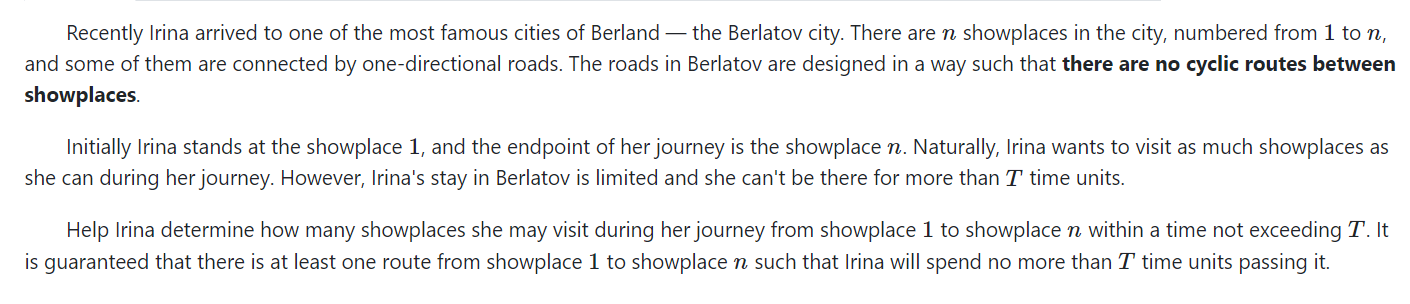 Recently Irina arrived to one of the most famous cities of Berland — the Berlatov city. There are n showplaces in the city, numbered from 1 to n,
and some of them are connected by one-directional roads. The roads in Berlatov are designed in a way such that there are no cyclic routes between
showplaces.
Initially Irina stands at the showplace 1, and the endpoint of her journey is the showplace n. Naturally, Irina wants to visit as much showplaces as
she can during her journey. However, Irina's stay in Berlatov is limited and she can't be there for more than T time units.
Help Irina determine how many showplaces she may visit during her journey from showplace 1 to showplace n within a time not exceeding T. It
is guaranteed that there is at least one route from showplace 1 to showplace n such that Irina will spend no more than T time units passing it.